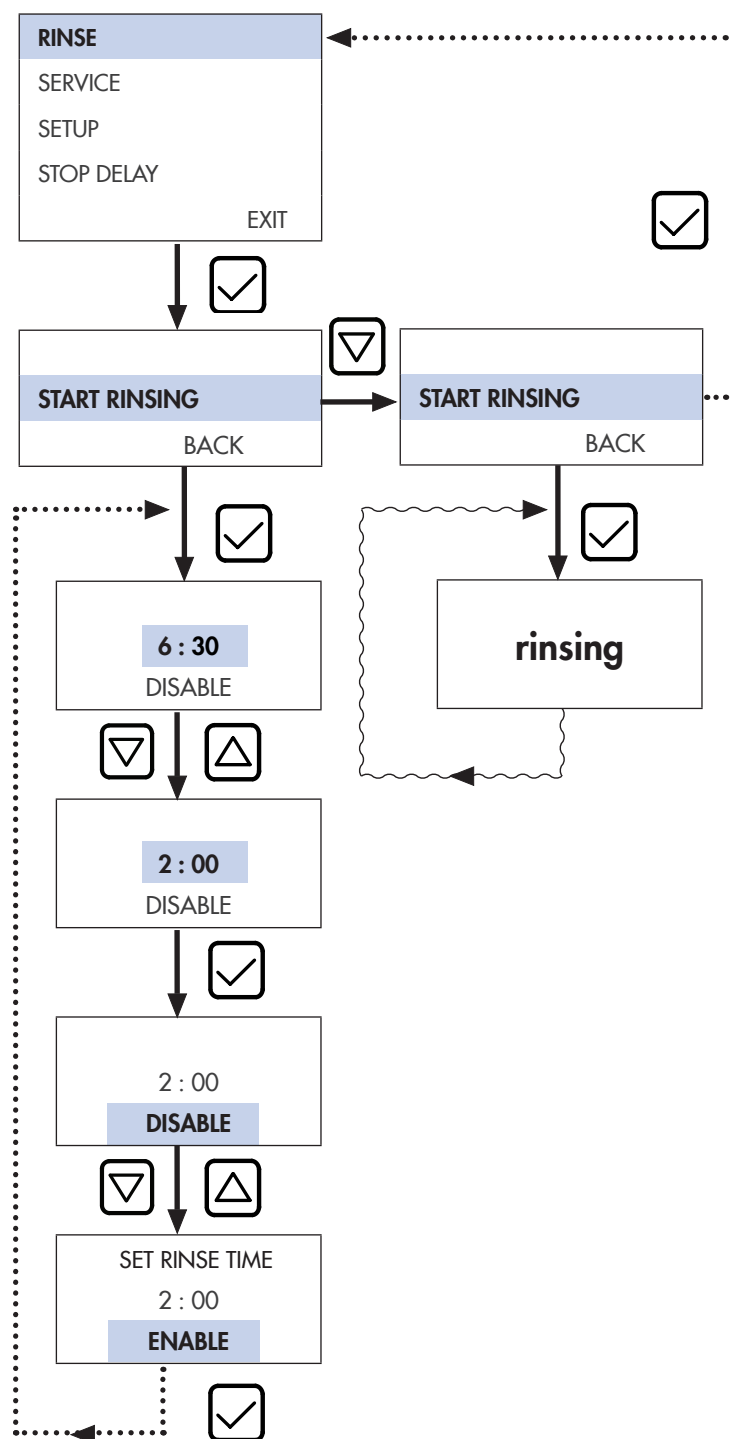 RINSE
SERVICE
SETUP
STOP DELAY
EXIT
START RINSING
BACK
START RINSING
BACK
6 : 30
DISABLE
rinsing
2 : 00
DISABLE
2 : 00
DISABLE
SET RINSE TIME
2 : 00
ENABLE